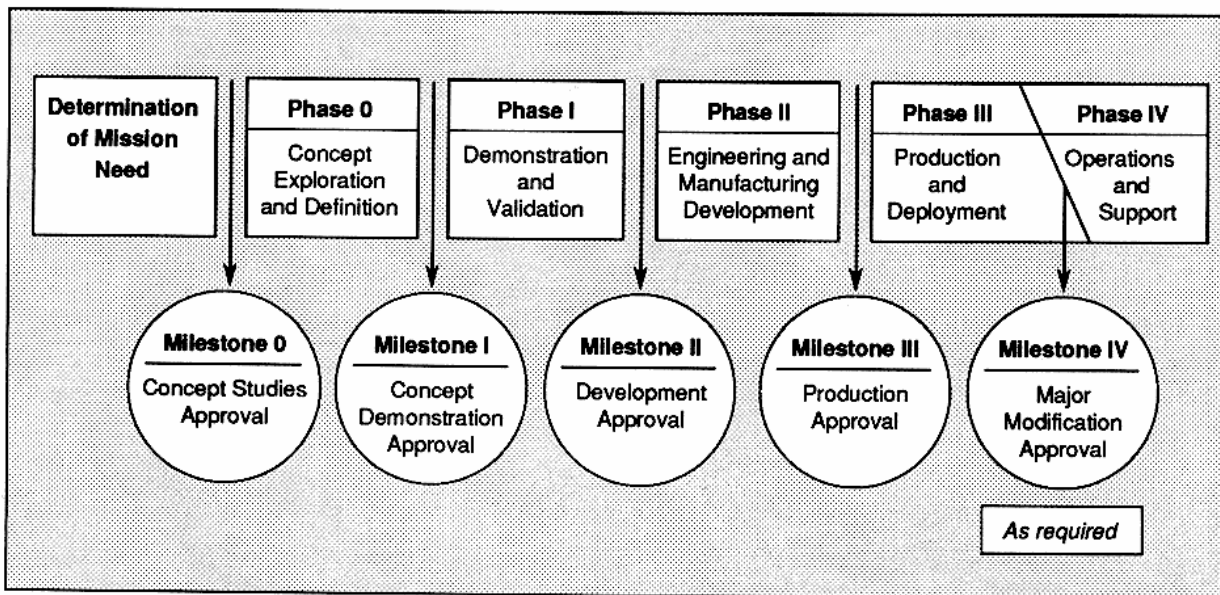 Determination
of Mission
Need
Phase 0
Concept
Exploration
and Definition
Phase I
Demonstration
and
Validation
Phase II
Engineering and
Manufacturing
Development
Phase III
Production
and
Deployment
Phase IV
Operations
and
Support
Milestone 0
Concept Studies
Approval
Milestone I
Concept
Demonstration
Approval
Milestone II
Development
Approval
Milestone III
Production
Approval
Milestone IV
Major
Modification
Approval
As required